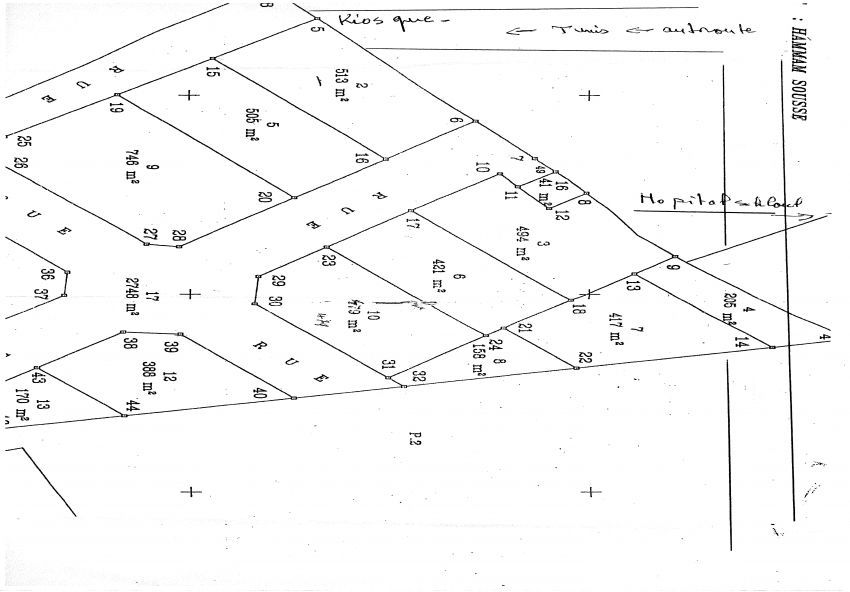 Kiosque -
← Tunis ← autoroute
: HAMMAM SOUSSE
8
5
15
2
513 m²
R U E
19
5
505 m²
6
25
26
9
746 m²
16
7
49
16
41 m²
8
10
11
12
20
R U E
Hopital sahloul
17
3
494 m²
27
28
U E
23
6
421 m²
9
36
37
17
2748 m²
29
30
10
479 m²
18
13
4
205 m²
14
4
7
417 m²
21
38
39
R U E
24
8
158 m²
22
31
32
12
388 m²
40
43
13
170 m²
44
P.2